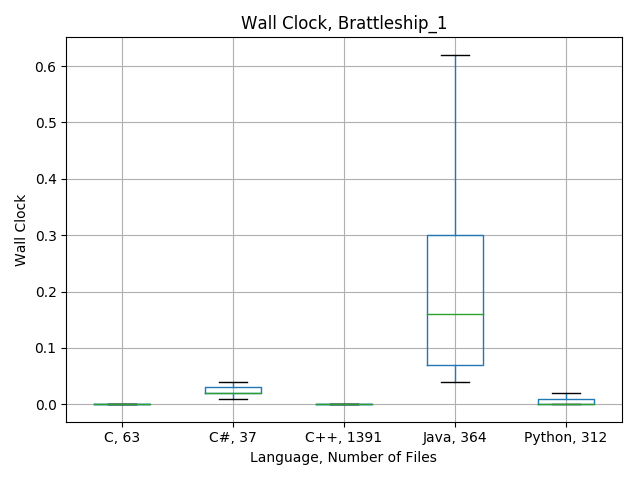 Wall Clock, Brattleship_1
Wall Clock
0.6
0.5
0.4
0.3
0.2
0.1
0.0
C, 63
C#, 37
C++, 1391
Java, 364
Python, 312
Language, Number of Files